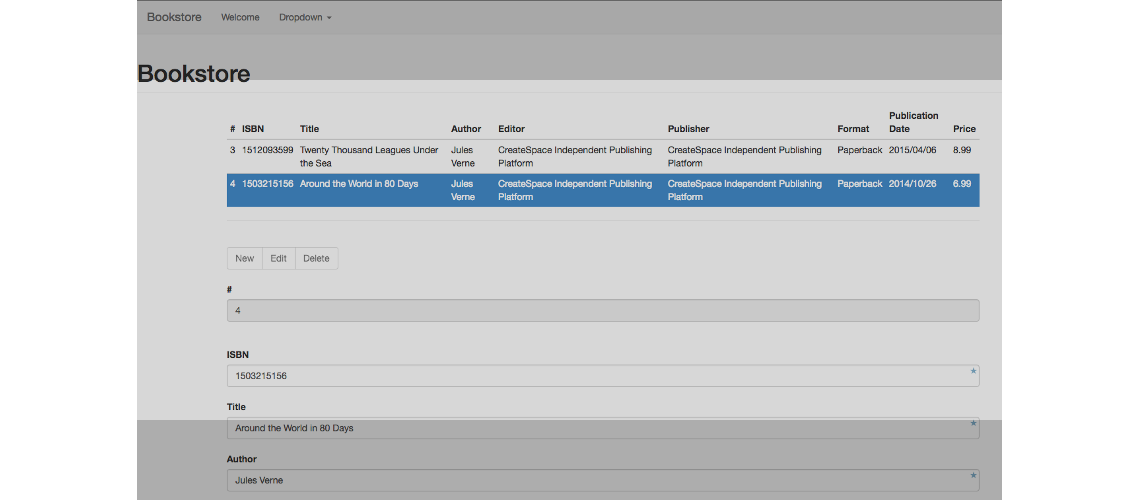 Bookstore Welcome Dropdown
Bookstore
# ISBN Title Author Editor Publisher Format Publication Date Price
3 1512093599 Twenty Thousand Leagues Under the Sea Jules Verne CreateSpace Independent Publishing Platform CreateSpace Independent Publishing Platform Paperback 2015/04/06 8.99
4 1503215156 Around the World in 80 Days Jules Verne CreateSpace Independent Publishing Platform CreateSpace Independent Publishing Platform Paperback 2014/10/26 6.99
New Edit Delete
#
4
ISBN
1503215156
Title
Around the World in 80 Days
Author
Jules Verne